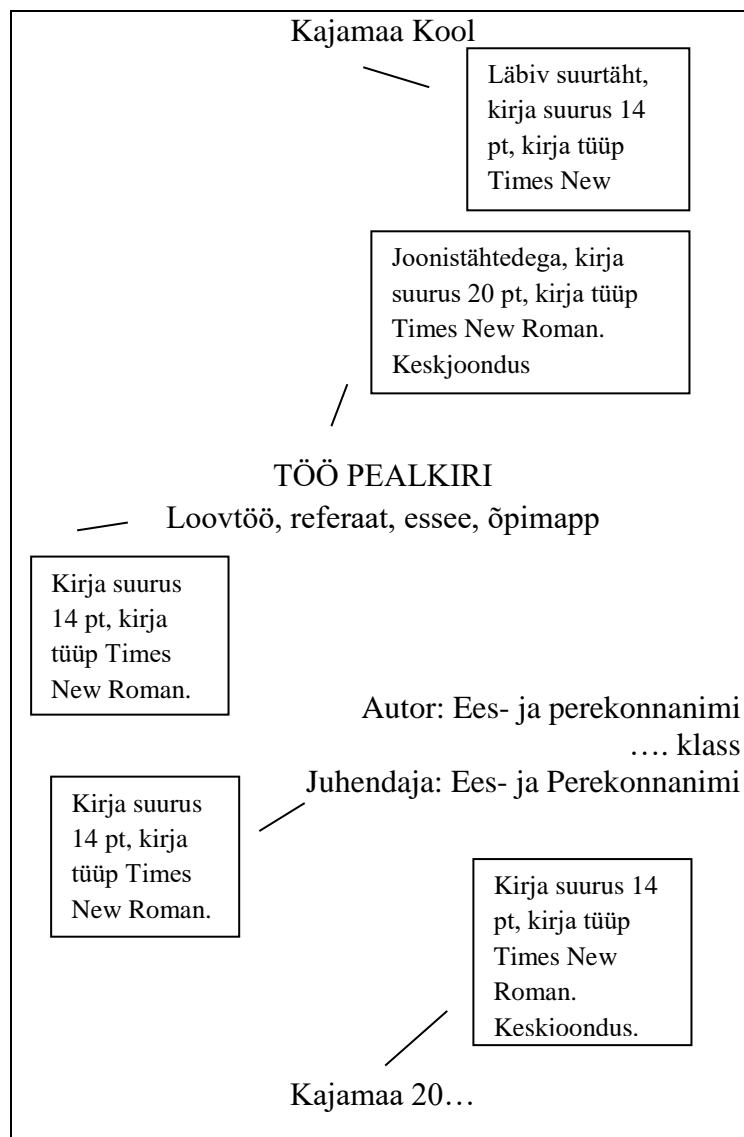 Kajamaa Kool
Läbiv suurtäht,
kirja suurus 14
pt, kirja tüüp
Times New
Joonistähtedega, kirja
suurus 20 pt, kirja tüüp
Times New Roman.
Keskjoondus
TÖÖ PEALKIRI
Loovtöö, referaat, essee, õpimapp
Kirja suurus
14 pt, kirja
tüüp Times
New Roman.
Autor: Ees- ja perekonnanimi
…. klass
Juhendaja: Ees- ja Perekonnanimi
Kirja suurus
14 pt, kirja
tüüp Times
New Roman.
Kirja suurus 14
pt, kirja tüüp
Times New
Roman.
Keskjoondus.
Kajamaa 20…